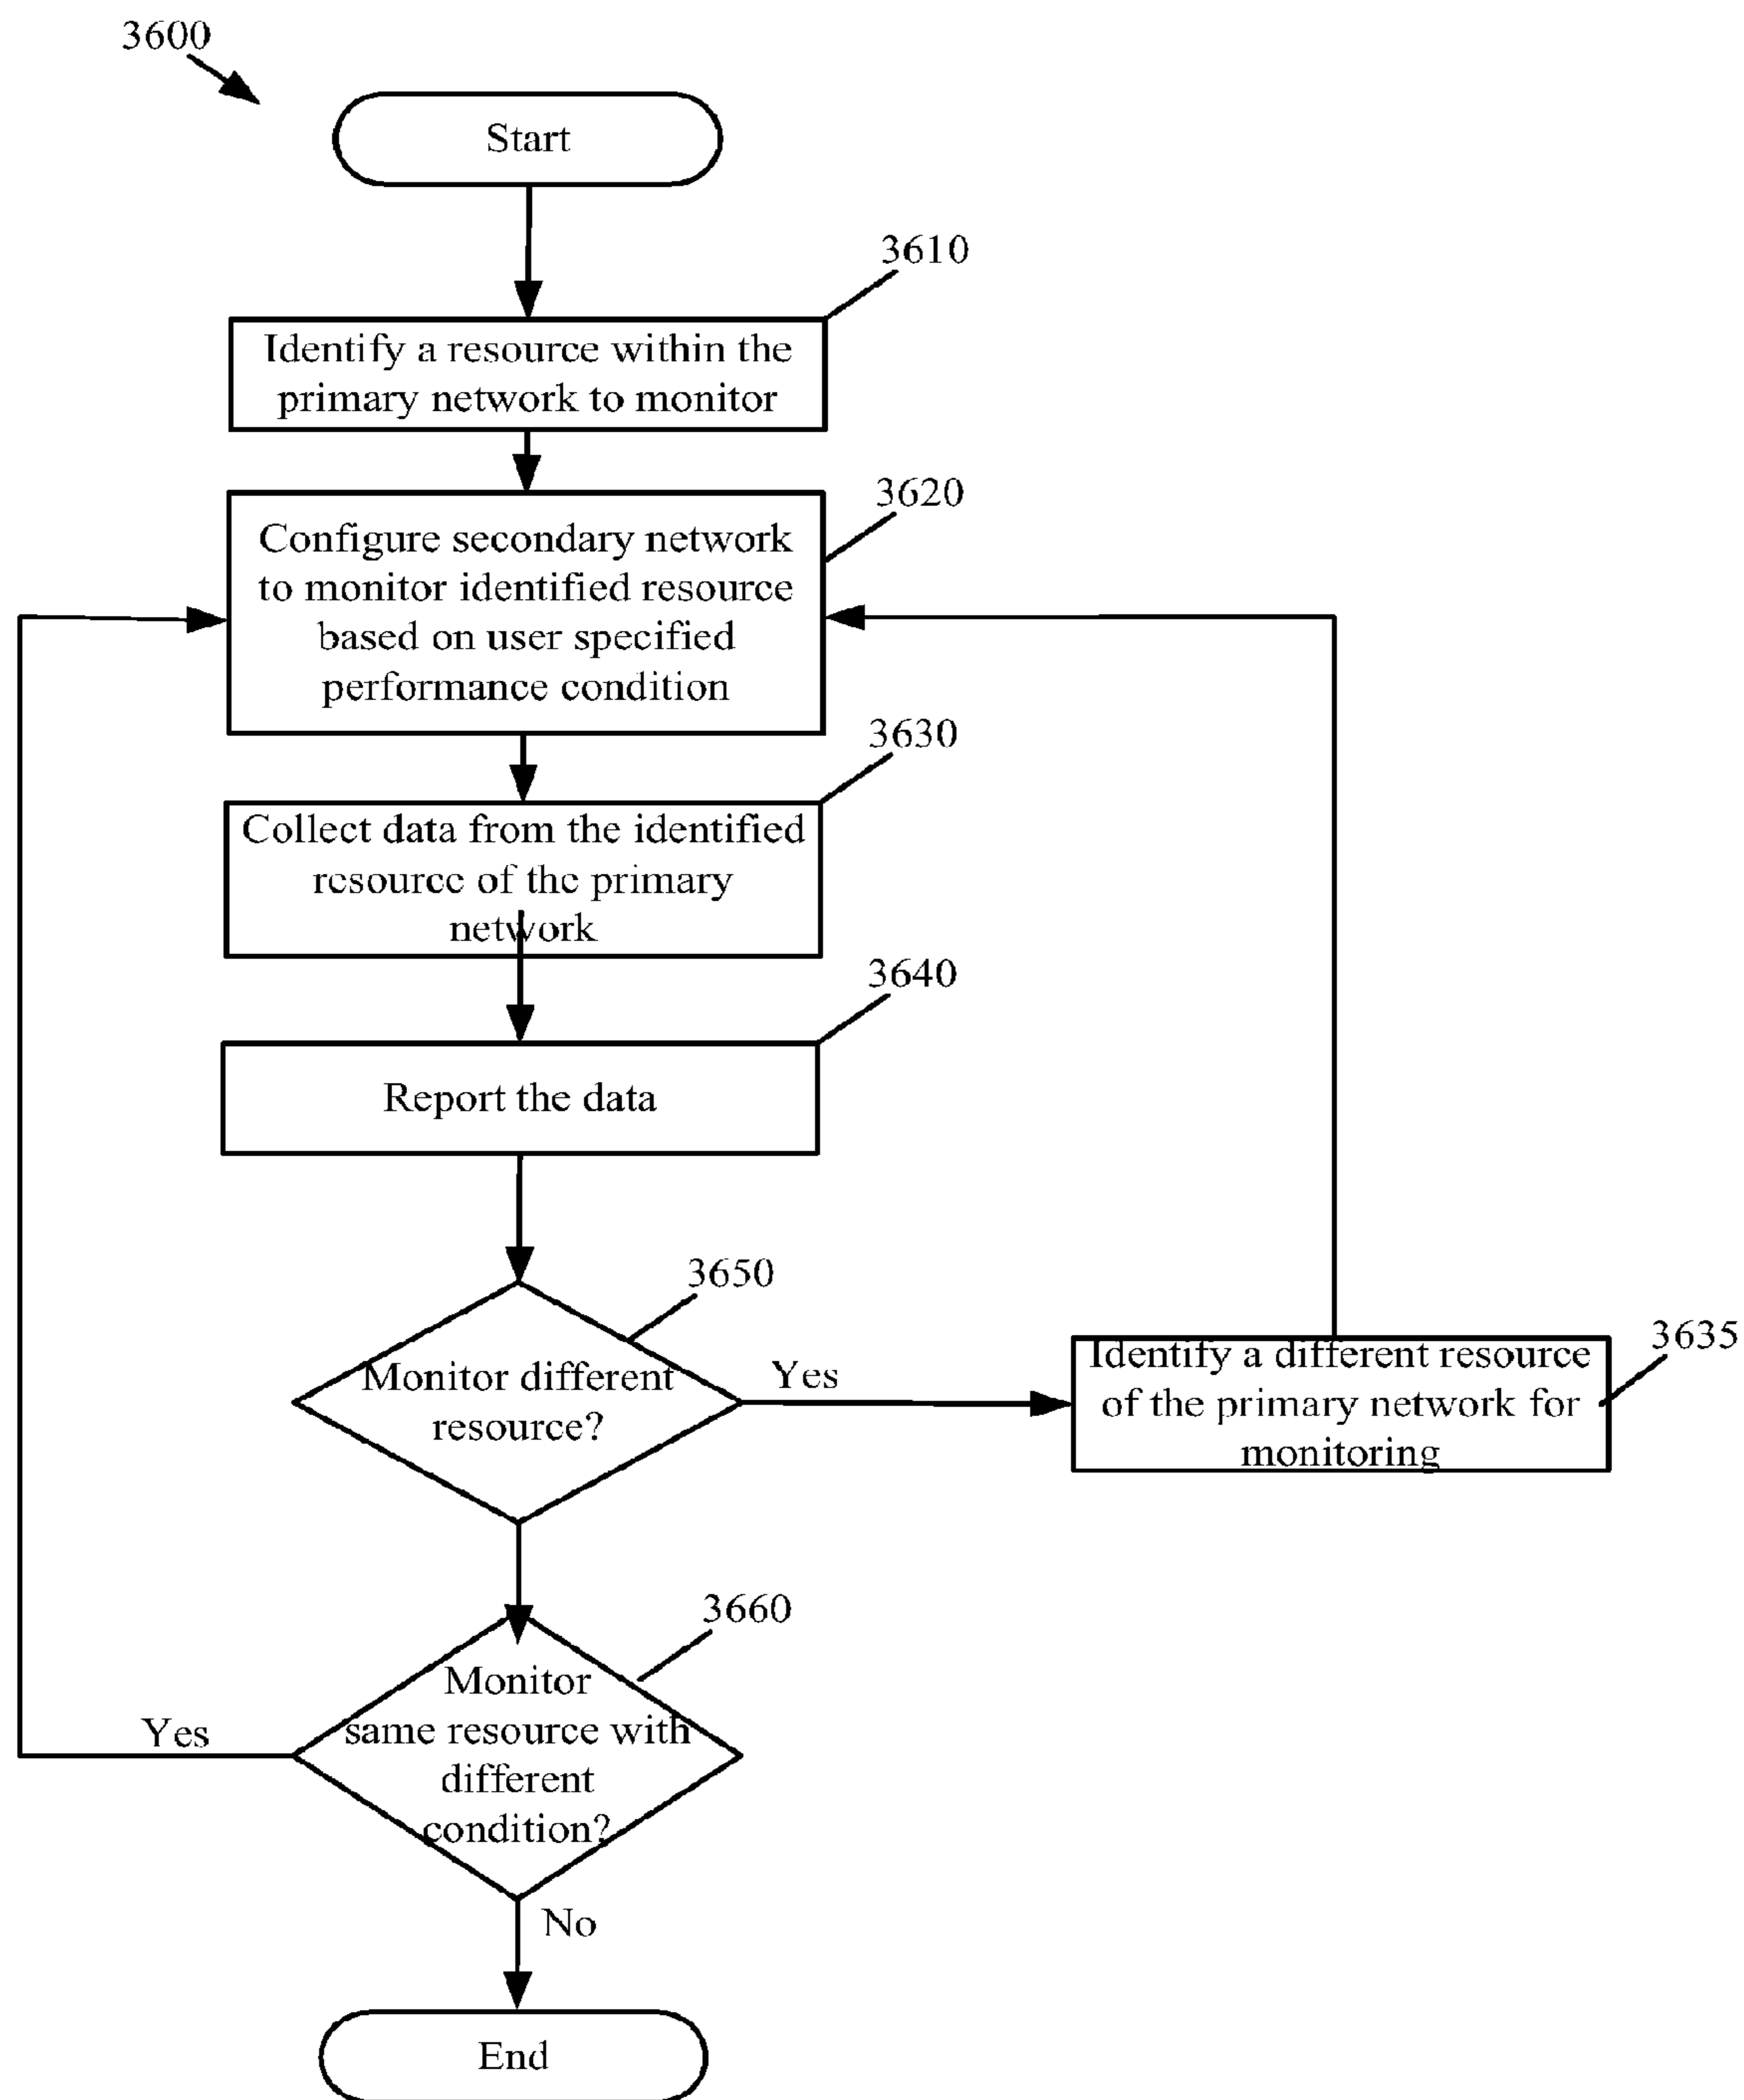 3600
Start
3610
Identify a resource within the
primary network to monitor
3620
Configure secondary network
to monitor identified resource
based on user specified
performance condition
3630
Collect data from the identified
resource of the primary
network
3640
Report the data
3650
Monitor different
resource?
Yes
3635
Identify a different resource
of the primary network for
monitoring
3660
Monitor
same resource with
different
condition?
Yes
No
End